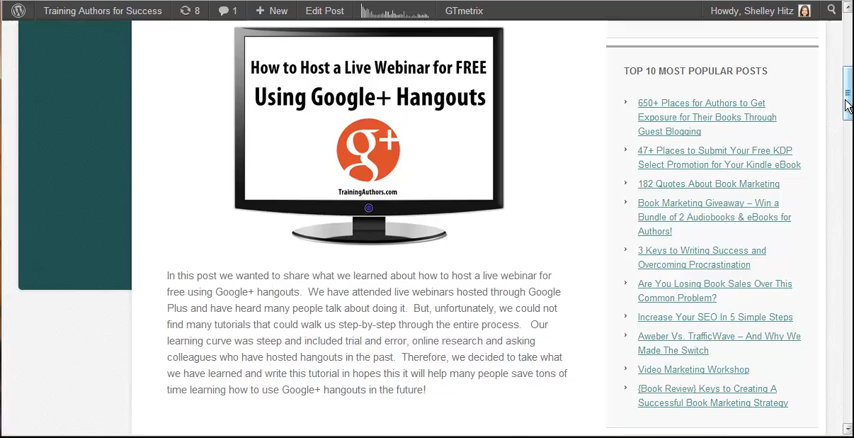 Training Authors for Success 8 1 New Edit Post GTmetrix Howdy, Shelley Hitz
How to Host a Live Webinar for FREE
Using Google+ Hangouts
g+
TrainingAuthors.com
In this post we wanted to share what we learned about how to host a live webinar for
free using Google+ hangouts. We have attended live webinars hosted through Google
Plus and have heard many people talk about doing it. But, unfortunately, we could not
find many tutorials that could walk us step-by-step through the entire process. Our
learning curve was steep and included trial and error, online research and asking
colleagues who have hosted hangouts in the past. Therefore, we decided to take what
we have learned and write this tutorial in hopes this it will help many people save tons of
time learning how to use Google+ hangouts in the future!
TOP 10 MOST POPULAR POSTS
650+ Places for Authors to Get
Exposure for Their Books Through
Guest Blogging
47+ Places to Submit Your Free KDP
Select Promotion for Your Kindle eBook
182 Quotes About Book Marketing
Book Marketing Giveaway – Win a
Bundle of 2 Audiobooks & eBooks for
Authors!
3 Keys to Writing Success and
Overcoming Procrastination
Are You Losing Book Sales Over This
Common Problem?
Increase Your SEO In 5 Simple Steps
Aweber Vs. TrafficWave – And Why We
Made The Switch
Video Marketing Workshop
{Book Review} Keys to Creating A
Successful Book Marketing Strategy